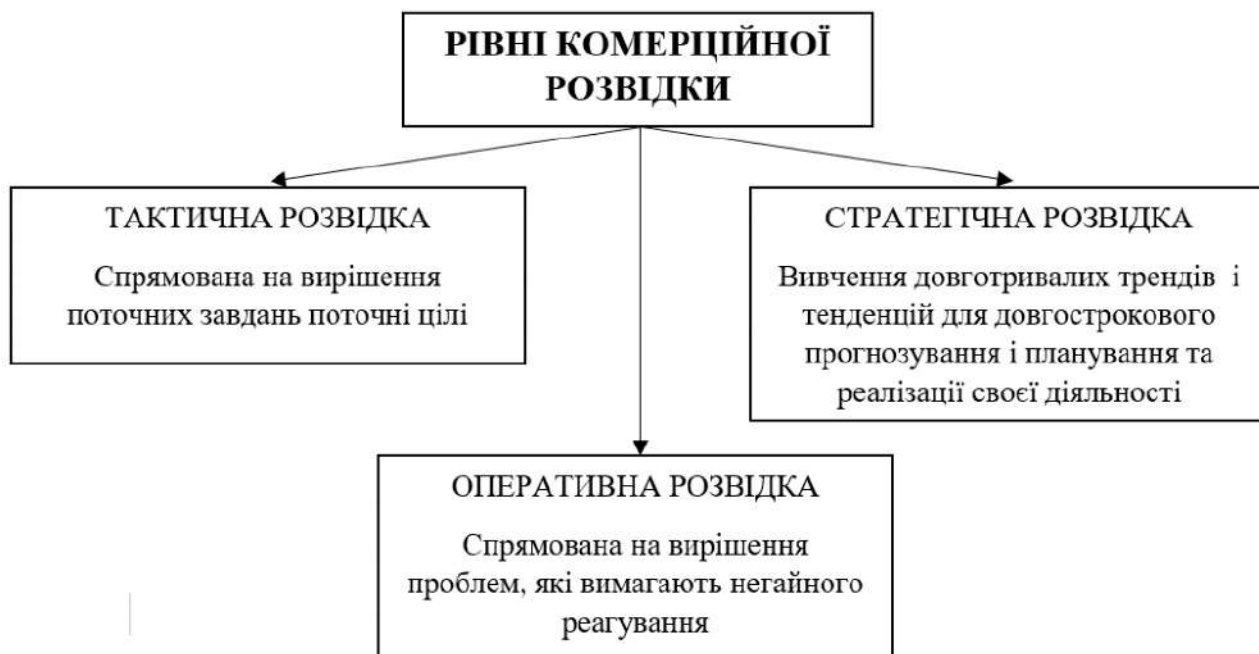 РІВНІ КОМЕРЦІЙНОЇ
РОЗВІДКИ
ТАКТИЧНА РОЗВІДКА
Спрямована на вирішення
поточних завдань поточні цілі
СТРАТЕГІЧНА РОЗВІДКА
Вивчення довготривалих трендів і
тенденцій для довгострокового
прогнозування і планування та
реалізації своєї діяльності
ОПЕРАТИВНА РОЗВІДКА
Спрямована на вирішення
проблем, які вимагають негайного
реагування